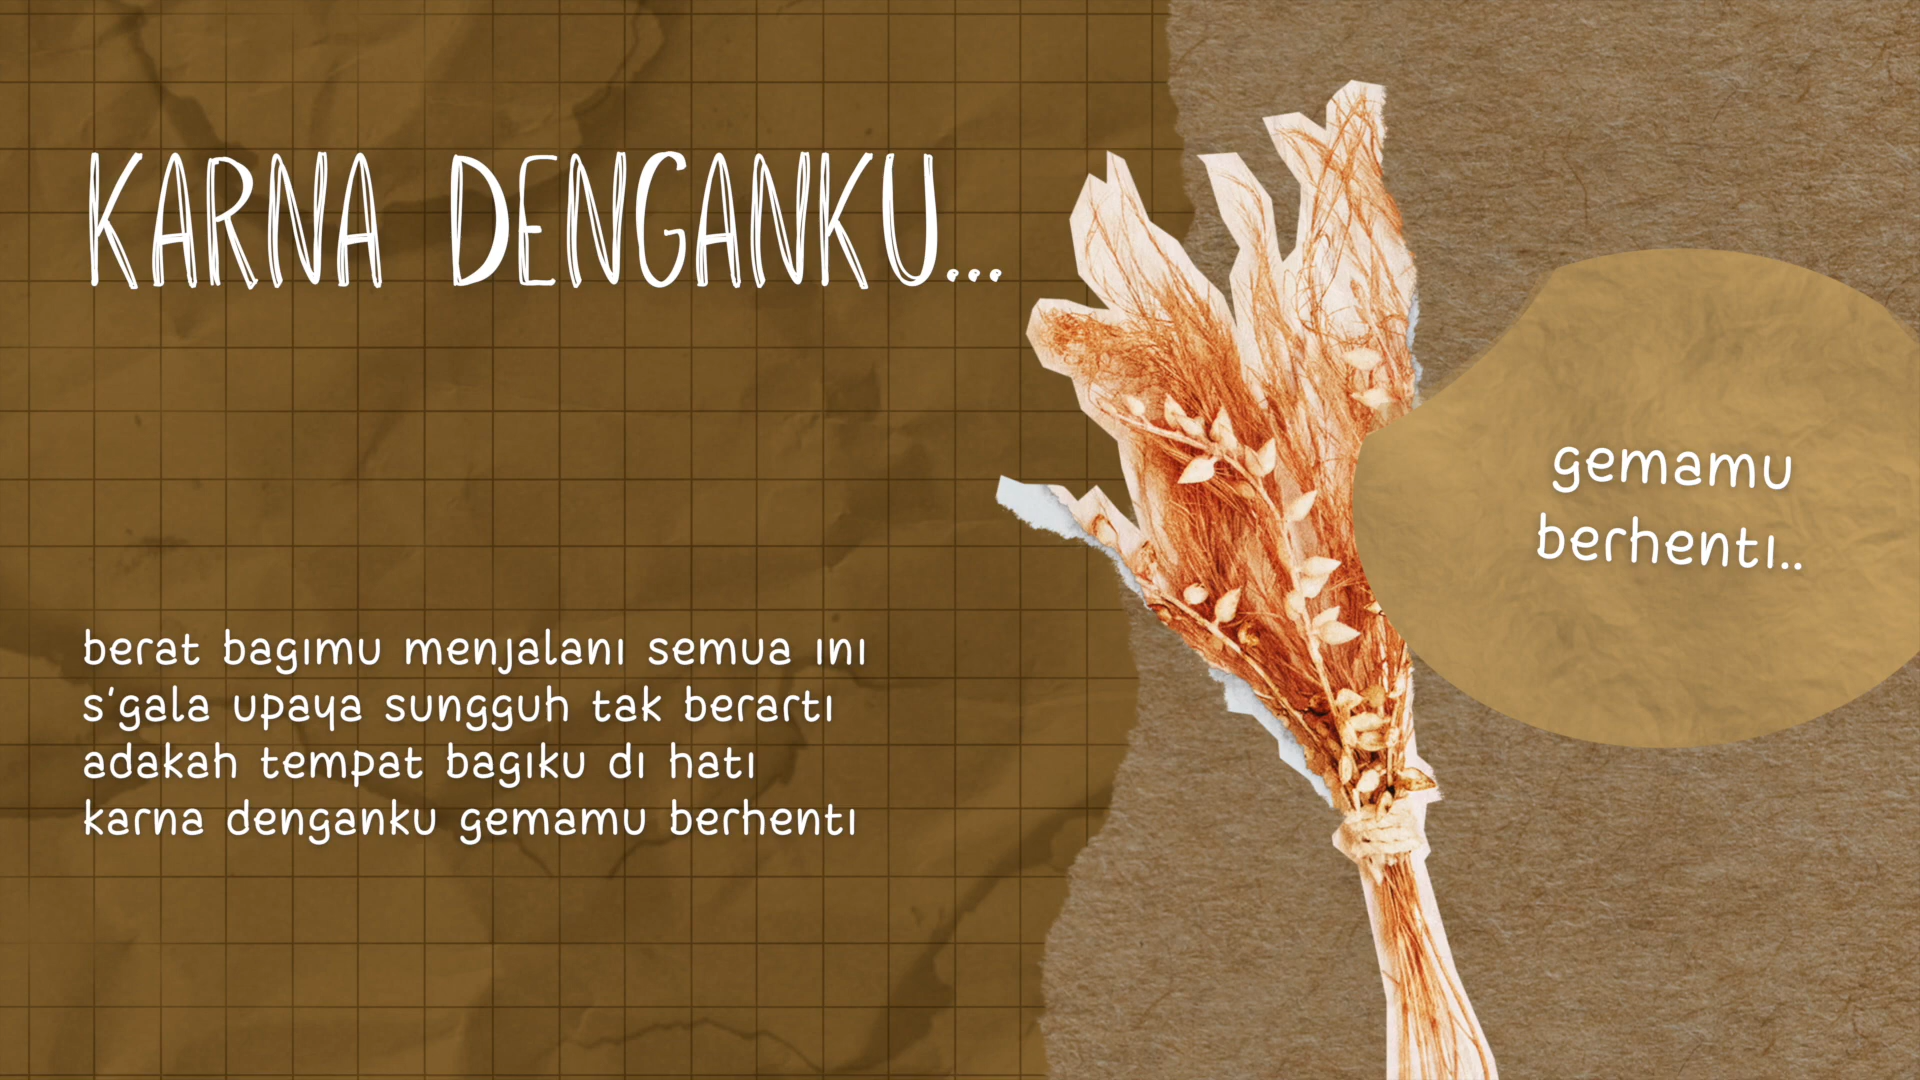 KARNA DENGANKU...
berat bagimu menjalani semua ini
s'gala upaya sungguh tak berarti
adakah tempat bagiku di hati
karna denganku gemamu berhenti
gemamu
berhenti..